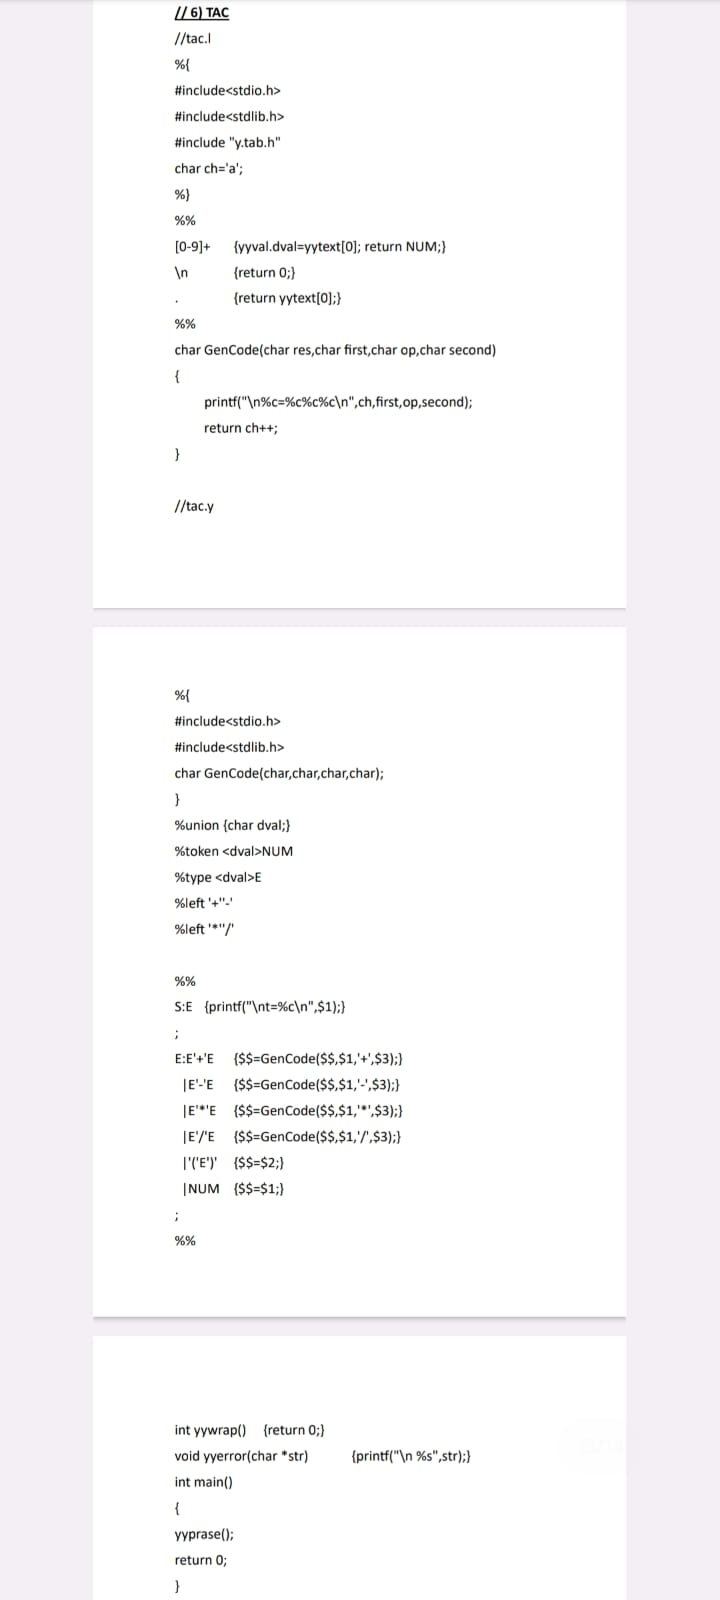 // 6) TAC
//tac.l
%{
#include<stdio.h>
#include<stdlib.h>
#include "y.tab.h"
char ch='a';
%}
%%
[0-9]+ {yyval.dval=yytext[0]; return NUM;}
\n {return 0;}
. {return yytext[0];}
%%
char GenCode(char res,char first,char op,char second)
{
printf("\n%c=%c%c%c\n",ch,first,op,second);
return ch++;
}
//tac.y
%{
#include<stdio.h>
#include<stdlib.h>
char GenCode(char,char,char,char);
}
%union {char dval;}
%token <dval>NUM
%type <dval>E
%left '+''-'
%left '*''/'
%%
S:E {printf("\nt=%c\n",$1);}
;
E:E'+'E {$$=GenCode($$,$1,'+',$3);}
|E'-'E {$$=GenCode($$,$1,'-',$3);}
|E'*'E {$$=GenCode($$,$1,'*',$3);}
|E'/'E {$$=GenCode($$,$1,'/',$3);}
|'('E')' {$$=$2;}
|NUM {$$=$1;}
;
%%
int yywrap() {return 0;}
void yyerror(char *str) {printf("\n %s",str);}
int main()
{
yyprase();
return 0;
}